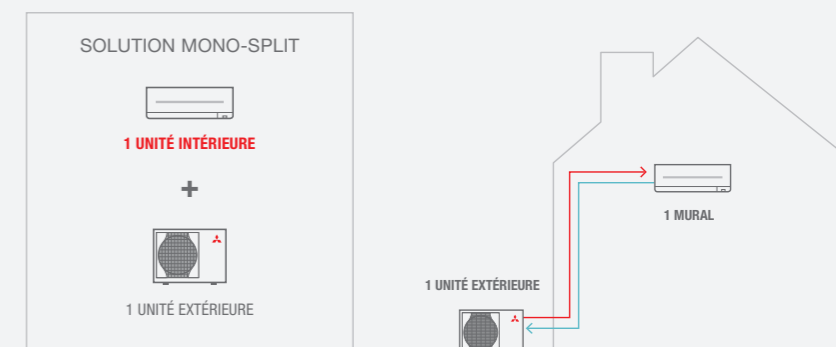 SOLUTION MONO-SPLIT
1 UNITÉ INTÉRIEURE
+
1 UNITÉ EXTÉRIEURE
1 MURAL
1 UNITÉ EXTÉRIEURE